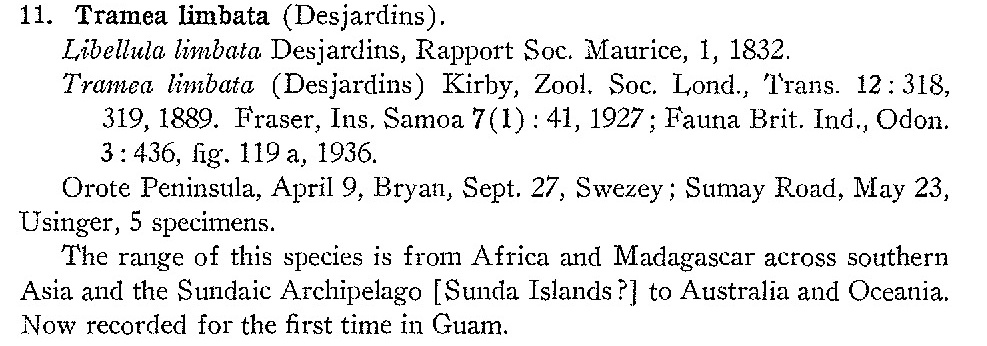 11. Tramea limbata (Desjardins).
Libellula limbata Desjardins, Rapport Soc. Maurice, 1, 1832.
Tramea limbata (Desjardins) Kirby, Zool. Soc. Lond., Trans. 12: 318,
319, 1889. Fraser, Ins. Samoa 7(1): 41, 1927; Fauna Brit. Ind., Odon.
3: 436, fig. 119 a, 1936.
Orote Peninsula, April 9, Bryan, Sept. 27, Swezey; Sumay Road, May 23,
Usinger, 5 specimens.
The range of this species is from Africa and Madagascar across southern
Asia and the Sundaic Archipelago [Sunda Islands?] to Australia and Oceania.
Now recorded for the first time in Guam.